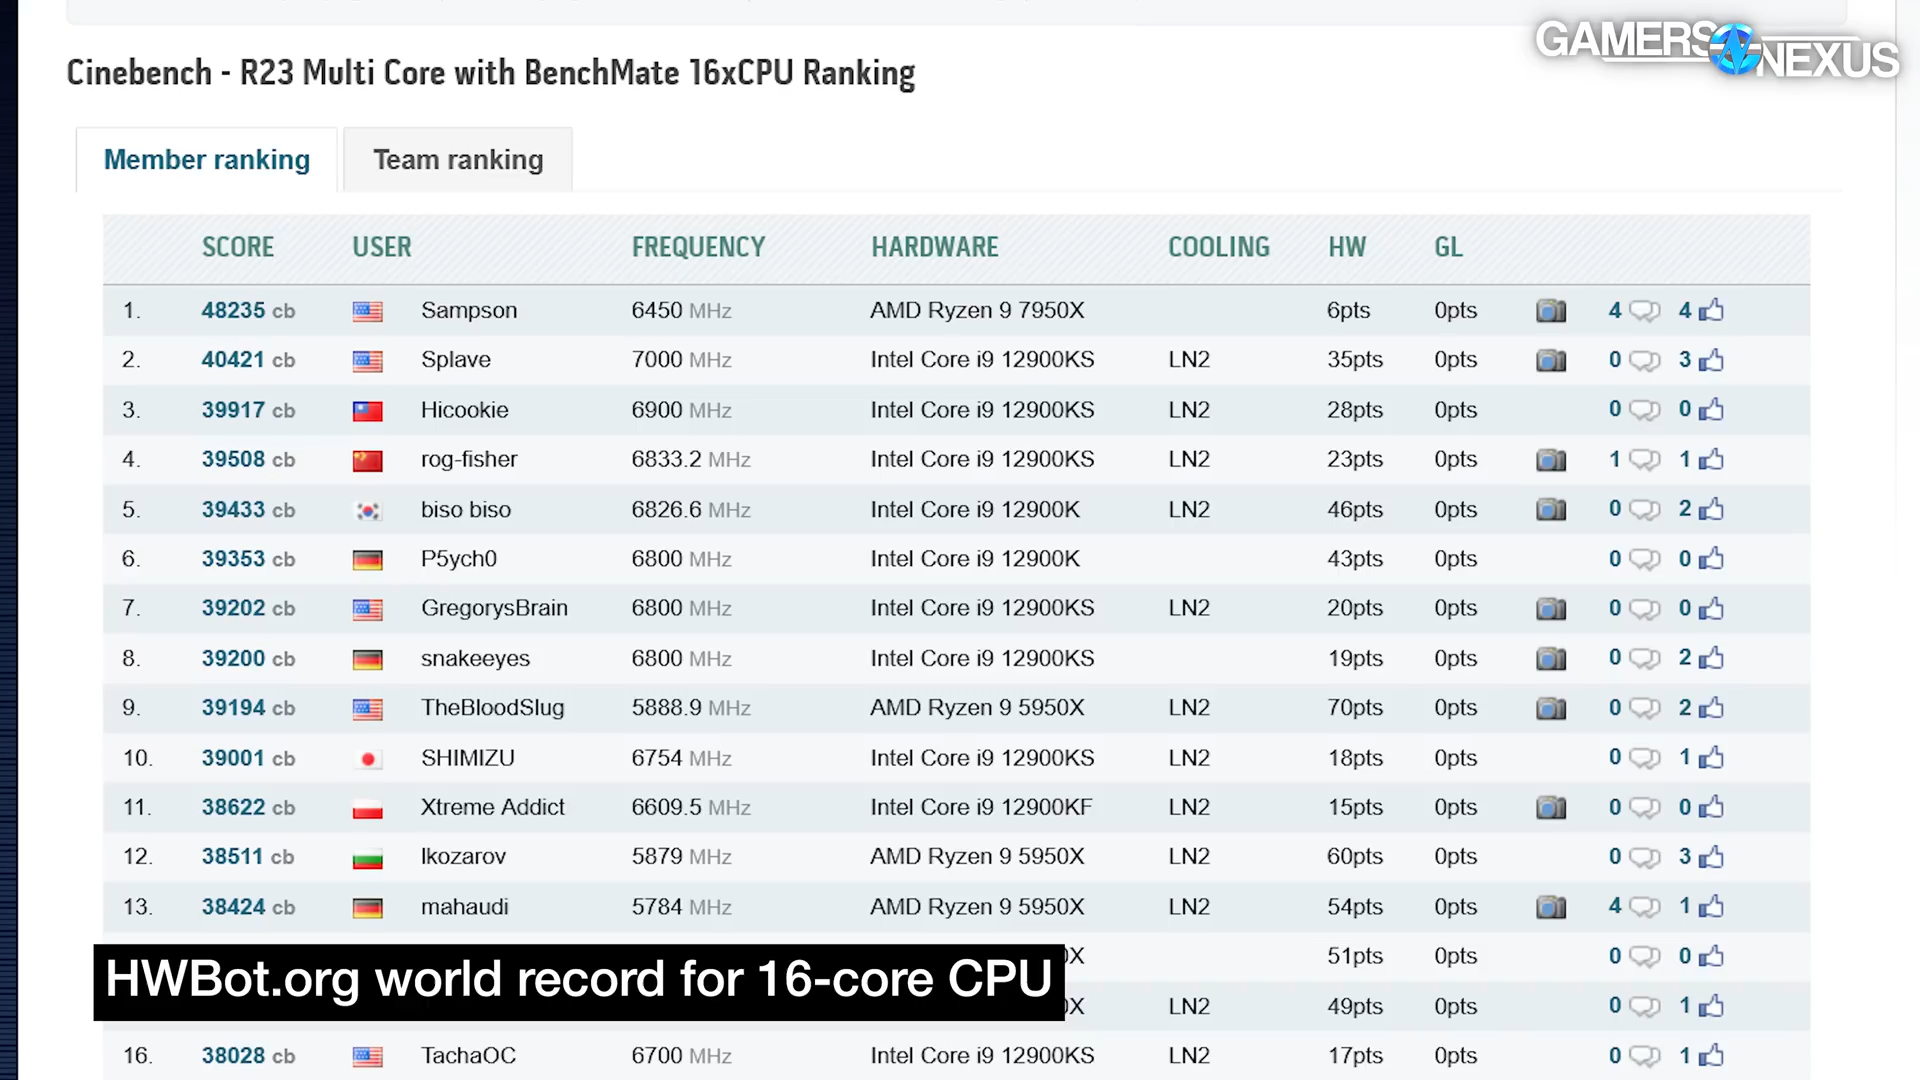 GAMERS NEXUS
Cinebench - R23 Multi Core with BenchMate 16xCPU Ranking
Member ranking Team ranking
SCORE USER FREQUENCY HARDWARE COOLING HW GL
1. 48235 cb Sampson 6450 MHz AMD Ryzen 9 7950X 6pts 0pts 4 4
2. 40421 cb Splave 7000 MHz Intel Core i9 12900KS LN2 35pts 0pts 0 3
3. 39917 cb Hicookie 6900 MHz Intel Core i9 12900KS LN2 28pts 0pts 0 0
4. 39508 cb rog-fisher 6833.2 MHz Intel Core i9 12900KS LN2 23pts 0pts 1 1
5. 39433 cb biso biso 6826.6 MHz Intel Core i9 12900K LN2 46pts 0pts 0 2
6. 39353 cb P5ych0 6800 MHz Intel Core i9 12900K 43pts 0pts 0 0
7. 39202 cb GregorysBrain 6800 MHz Intel Core i9 12900KS LN2 20pts 0pts 0 0
8. 39200 cb snakeeyes 6800 MHz Intel Core i9 12900KS 19pts 0pts 0 2
9. 39194 cb TheBloodSlug 5888.9 MHz AMD Ryzen 9 5950X LN2 70pts 0pts 0 2
10. 39001 cb SHIMIZU 6754 MHz Intel Core i9 12900KS LN2 18pts 0pts 0 1
11. 38622 cb Xtreme Addict 6609.5 MHz Intel Core i9 12900KF LN2 15pts 0pts 0 0
12. 38511 cb Ikozarov 5879 MHz AMD Ryzen 9 5950X LN2 60pts 0pts 0 3
13. 38424 cb mahaudi 5784 MHz AMD Ryzen 9 5950X LN2 54pts 0pts 4 1
51pts 0pts 0 0
HWBot.org world record for 16-core CPU
LN2 49pts 0pts 0 1
16. 38028 cb TachaOC 6700 MHz Intel Core i9 12900KS LN2 17pts 0pts 0 1